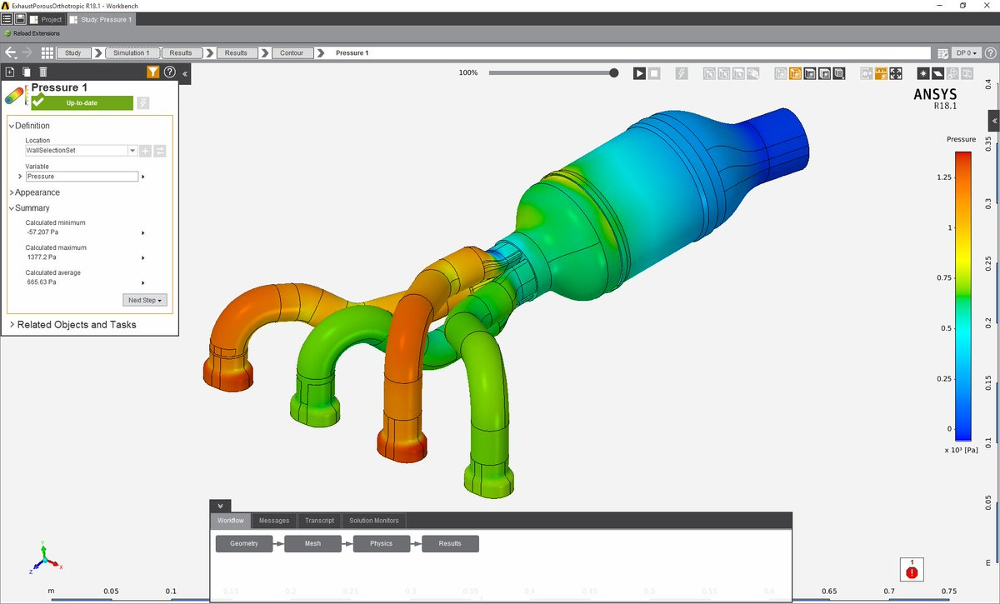 ExhaustPorousOrthotropic R18.1 - Workbench
Project
Study: Pressure 1
Reload Extensions
Study
Simulation 1
Results
Results
Contour
Pressure 1
DP 0
Pressure 1
Up-to-date
Definition
Location
WallSelectionSet
Variable
Pressure
Appearance
Summary
Calculated minimum
-57.207 Pa
Calculated maximum
1377.2 Pa
Calculated average
665.63 Pa
Next Step
Related Objects and Tasks
100%
ANSYS
R18.1
Pressure
1.25
1
0.75
0.5
0.25
0
x 10³ [Pa]
0.4
0.35
0.3
0.25
0.2
0.15
0.1
0.05
m
Workflow
Messages
Transcript
Solution Monitors
Geometry
Mesh
Physics
Results
Y
X
Z
1
m
0.05
0.1
0.15
0.2
0.25
0.3
0.35
0.4
0.45
0.5
0.55
0.6
0.65
0.7
0.75